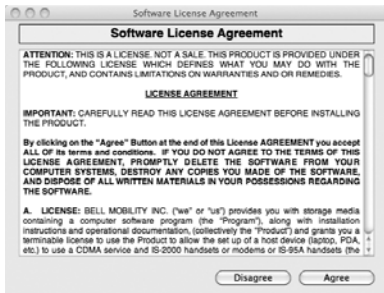 Software License Agreement
Software License Agreement
ATTENTION: THIS IS A LICENSE. NOT A SALE. THIS PRODUCT IS PROVIDED UNDER
THE FOLLOWING LICENSE WHICH DEFINES WHAT YOU MAY DO WITH THE
PRODUCT, AND CONTAINS LIMITATIONS ON WARRANTIES AND OR REMEDIES.
LICENSE AGREEMENT
IMPORTANT: CAREFULLY READ THIS LICENSE AGREEMENT BEFORE INSTALLING
THE PRODUCT.
By clicking on the "Agree" Button at the end of this License AGREEMENT you accept
ALL OF its terms and conditions. IF YOU DO NOT AGREE TO THE TERMS OF THIS
LICENSE AGREEMENT, PROMPTLY DELETE THE SOFTWARE FROM YOUR
COMPUTER SYSTEMS, DESTROY ANY COPIES YOU MADE OF THE SOFTWARE,
AND DISPOSE OF ALL WRITTEN MATERIALS IN YOUR POSSESSIONS REGARDING
THE SOFTWARE.
A. LICENSE: BELL MOBILITY INC. ("we" or "us") provides you with storage media
containing a computer software program (the "Program"), along with installation
instructions and operational documentation, (collectively the "Product") and grants you a
terminable license to use the Product to allow the set up of a host device (laptop, PDA,
etc.) to use a CDMA service and IS-2000 handsets or modems or IS-95A handsets (the
Disagree
Agree